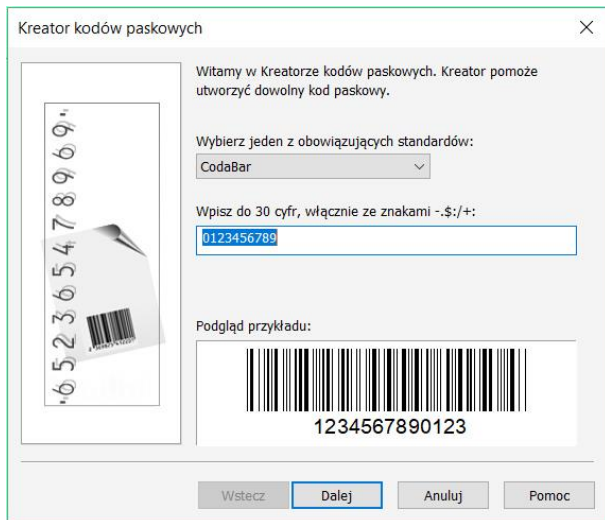 Kreator kodów paskowych
Witamy w Kreatorze kodów paskowych. Kreator pomoże
utworzyć dowolny kod paskowy.
Wybierz jeden z obowiązujących standardów:
CodaBar
Wpisz do 30 cyfr, włącznie ze znakami -.$:/+:
0123456789
Podgląd przykładu:
1234567890123
Wstecz
Dalej
Anuluj
Pomoc